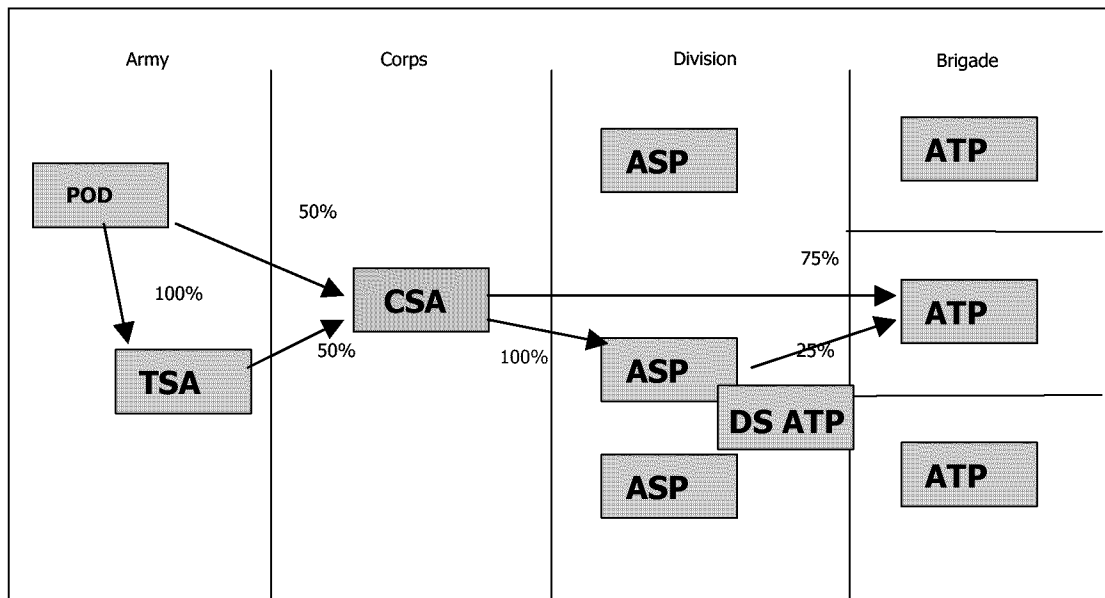 Army
Corps
Division
Brigade
POD
ASP
ATP
50%
75%
100%
CSA
ATP
TSA
50%
100%
ASP
25%
DS ATP
ASP
ATP